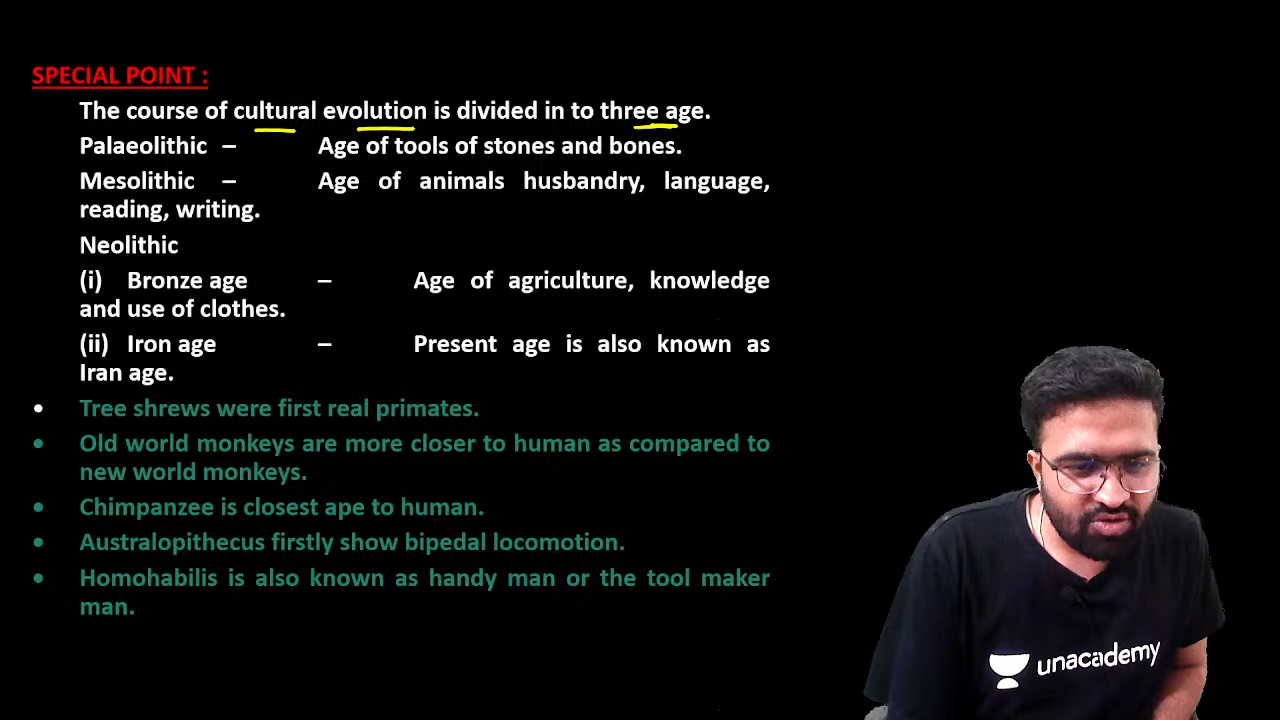 SPECIAL POINT :
The course of cultural evolution is divided in to three age.
Palaeolithic – Age of tools of stones and bones.
Mesolithic – Age of animals husbandry, language,
reading, writing.
Neolithic
(i) Bronze age – Age of agriculture, knowledge
and use of clothes.
(ii) Iron age – Present age is also known as
Iran age.
• Tree shrews were first real primates.
• Old world monkeys are more closer to human as compared to
new world monkeys.
• Chimpanzee is closest ape to human.
• Australopithecus firstly show bipedal locomotion.
• Homohabilis is also known as handy man or the tool maker
man.
unacademy